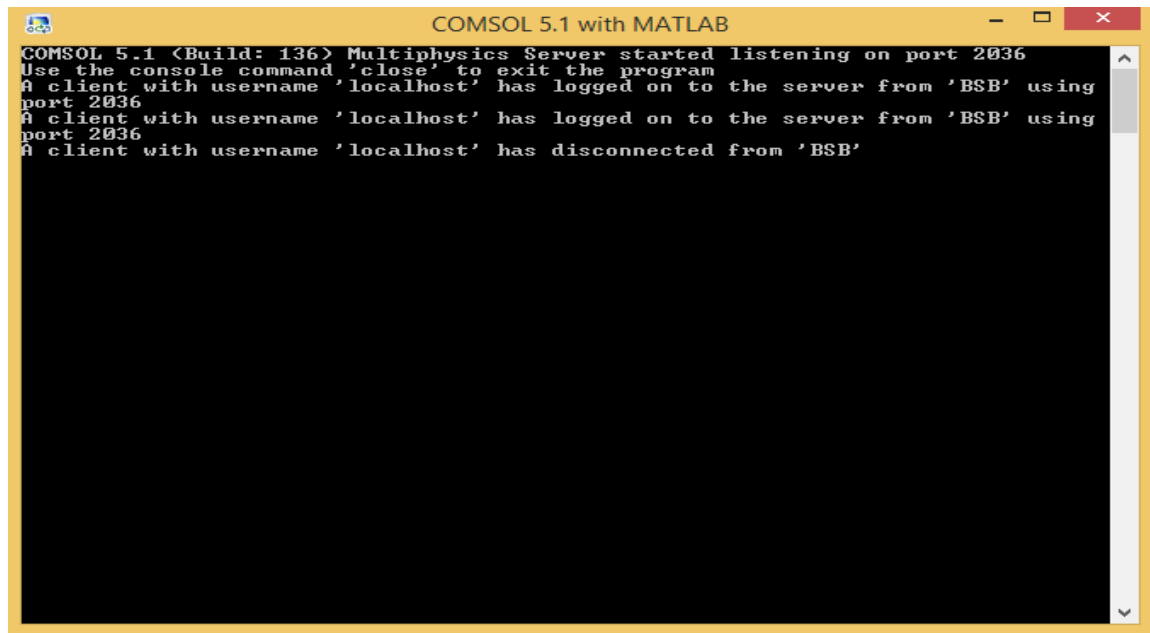 COMSOL 5.1 with MATLAB
COMSOL 5.1 (Build: 136) Multiphysics Server started listening on port 2036
Use the console command 'close' to exit the program
A client with username 'localhost' has logged on to the server from 'BSB' using
port 2036
A client with username 'localhost' has logged on to the server from 'BSB' using
port 2036
A client with username 'localhost' has disconnected from 'BSB'